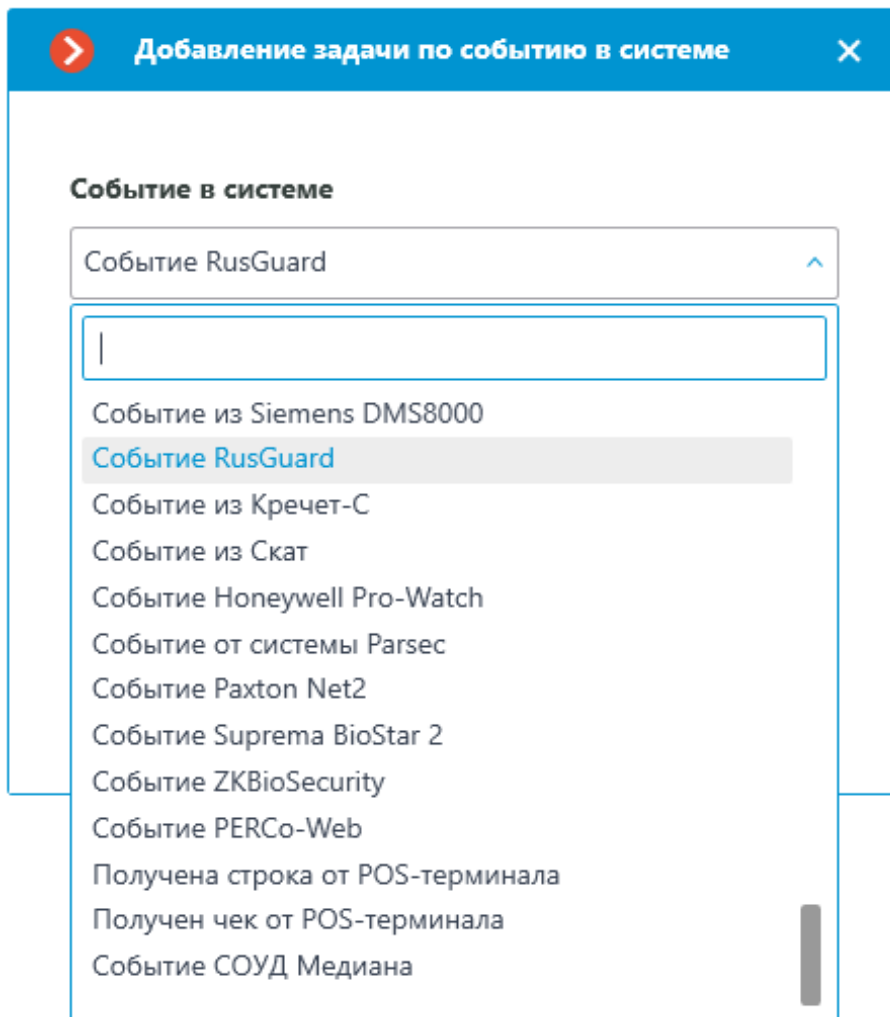 Добавление задачи по событию в системе
Событие в системе
Событие RusGuard
Событие из Siemens DMS8000
Событие RusGuard
Событие из Кречет-С
Событие из Скат
Событие Honeywell Pro-Watch
Событие от системы Parsec
Событие Paxton Net2
Событие Suprema BioStar 2
Событие ZKBioSecurity
Событие PERCo-Web
Получена строка от POS-терминала
Получен чек от POS-терминала
Событие СОУД Медиана